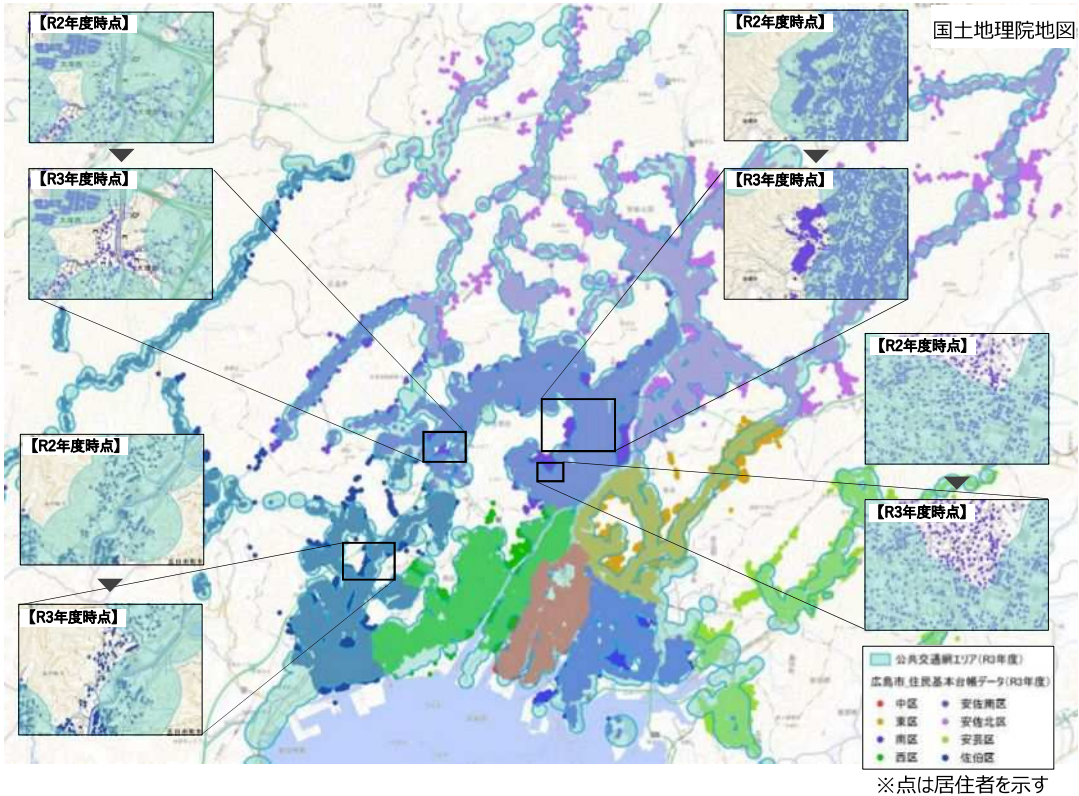 【R2年度時点】
【R3年度時点】
【R2年度時点】
【R3年度時点】
国土地理院地図
【R2年度時点】
【R3年度時点】
【R2年度時点】
【R3年度時点】
公共交通網エリア(R3年度)
広島市_住民基本台帳データ(R3年度)
中区 安佐南区
東区 安佐北区
南区 安芸区
西区 佐伯区
※点は居住者を示す